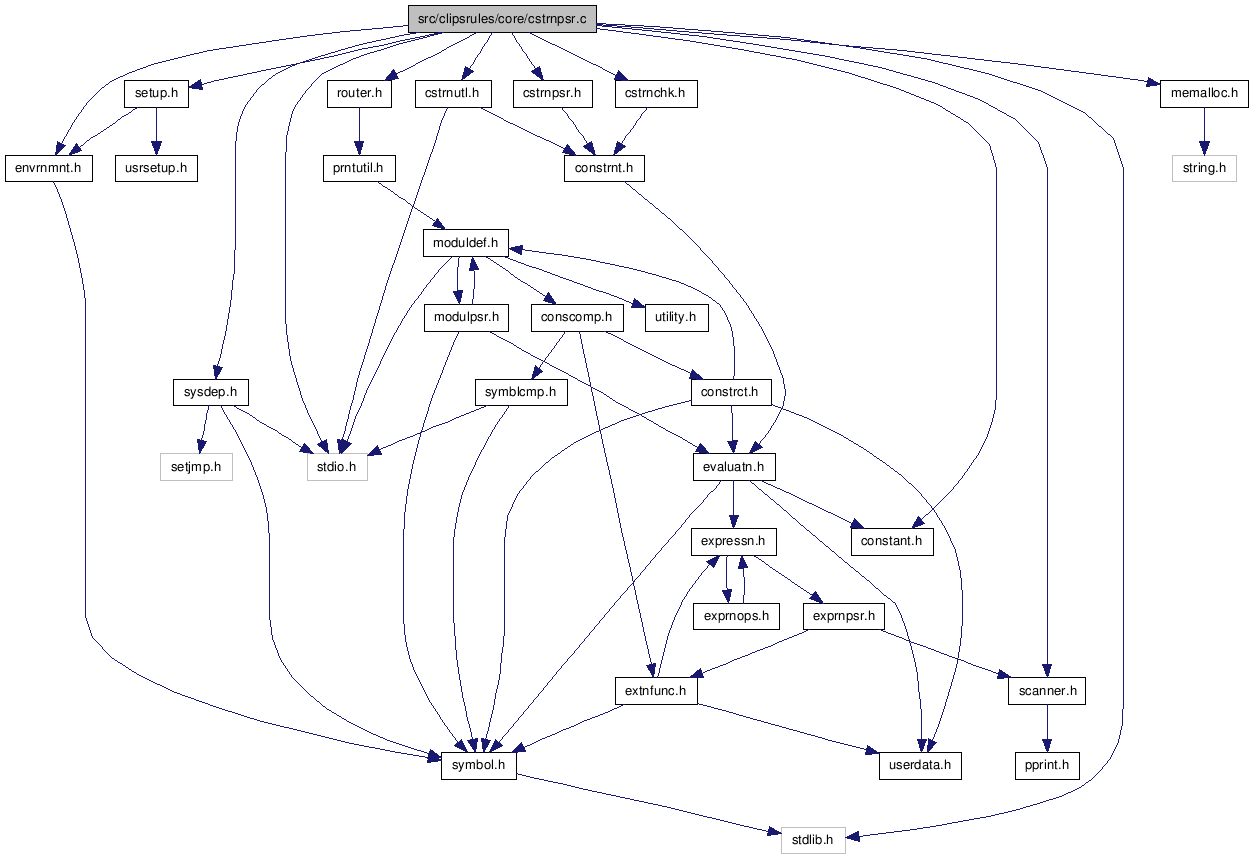 src/clipsrules/core/cstrnpsr.c
setup.h
router.h
cstrnutl.h
cstrnpsr.h
cstrnchk.h
memalloc.h
envrnmnt.h
usrsetup.h
prntutil.h
constrnt.h
string.h
moduldef.h
modulpsr.h
conscomp.h
utility.h
sysdep.h
symblcmp.h
constrct.h
setjmp.h
stdio.h
evaluatn.h
expressn.h
constant.h
exprnops.h
exprnpsr.h
extnfunc.h
scanner.h
symbol.h
userdata.h
pprint.h
stdlib.h